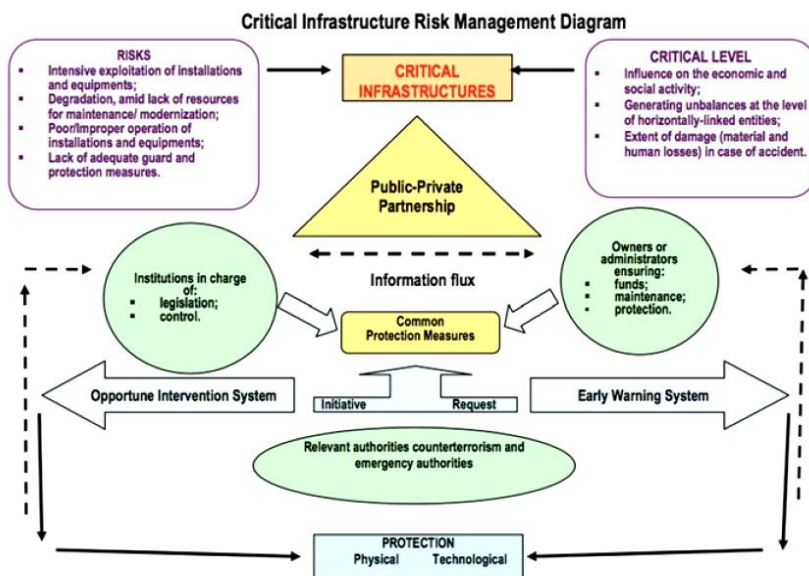 Critical Infrastructure Risk Management Diagram
RISKS
▪ Intensive exploitation of installations
and equipments;
▪ Degradation, amid lack of resources
for maintenance/ modernization;
▪ Poor/Improper operation of
installations and equipments;
▪ Lack of adequate guard and
protection measures.
CRITICAL
INFRASTRUCTURES
CRITICAL LEVEL
▪ Influence on the economic and
social activity;
▪ Generating unbalances at the level
of horizontally-linked entities;
▪ Extent of damage (material and
human losses) in case of accident.
Public-Private
Partnership
Institutions in charge
of:
▪ legislation;
▪ control.
Information flux
Owners or
administrators
ensuring:
▪ funds;
▪ maintenance;
▪ protection.
Common
Protection Measures
Opportune Intervention System
Initiative Request
Early Warning System
Relevant authorities counterterrorism and
emergency authorities
PROTECTION
Physical Technological